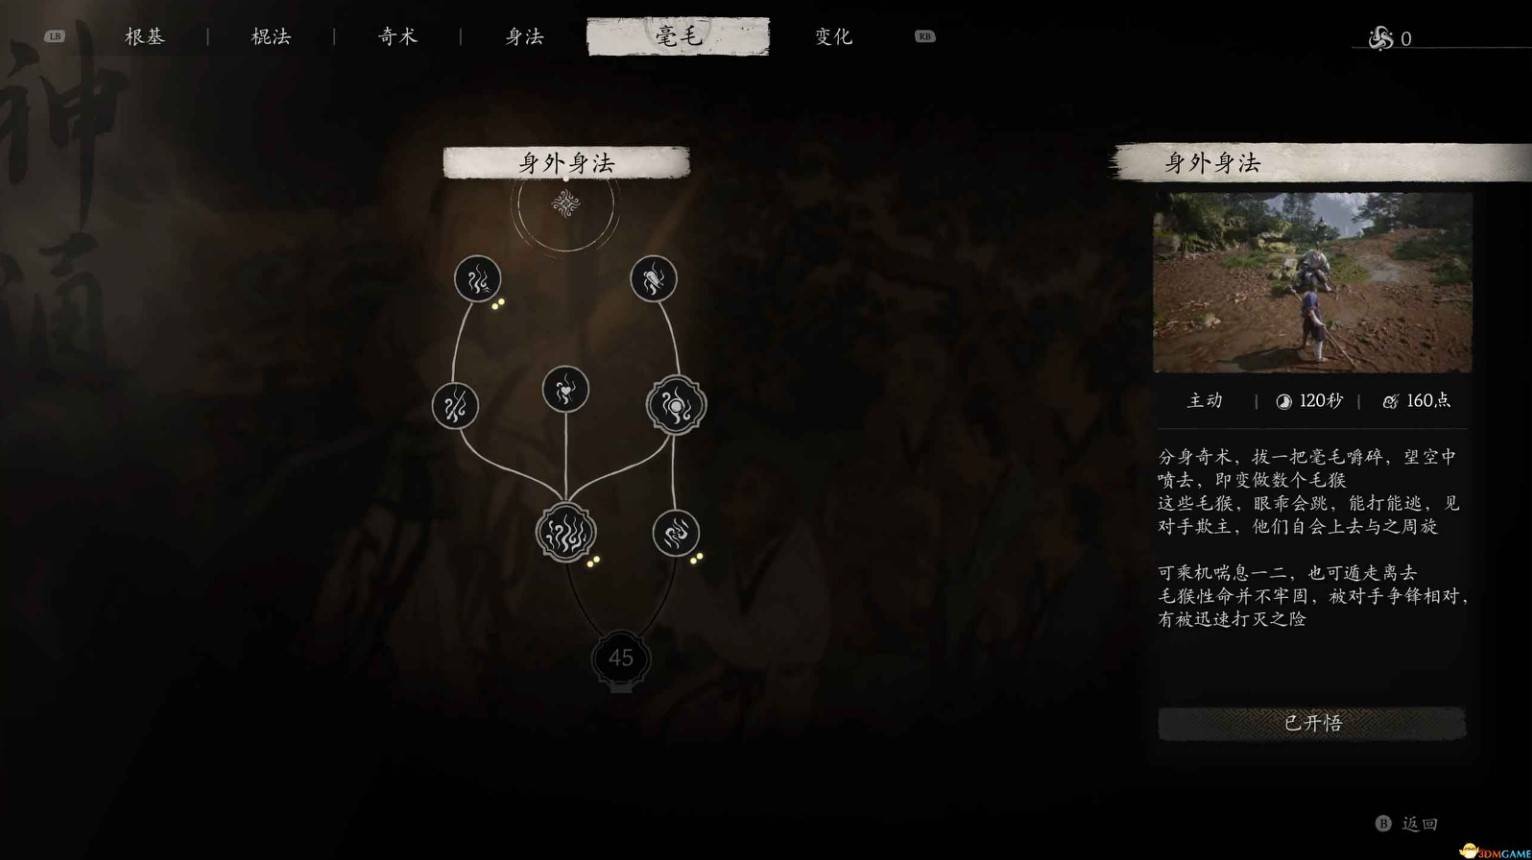 LB 根基 | 棍法 | 奇术 | 身法 毫毛 变化 RB 0
神通
身外身法
45
身外身法
主动 | 120秒 | 160点
分身奇术，拔一把毫毛嚼碎，望空中
喷去，即变做数个毛猴
这些毛猴，眼乖会跳，能打能逃，见
对手欺主，他们自会上去与之周旋
可乘机喘息一二，也可遁走离去
毛猴性命并不牢固，被对手争锋相对，
有被迅速打灭之险
已开悟
B 返回
3DMGAME